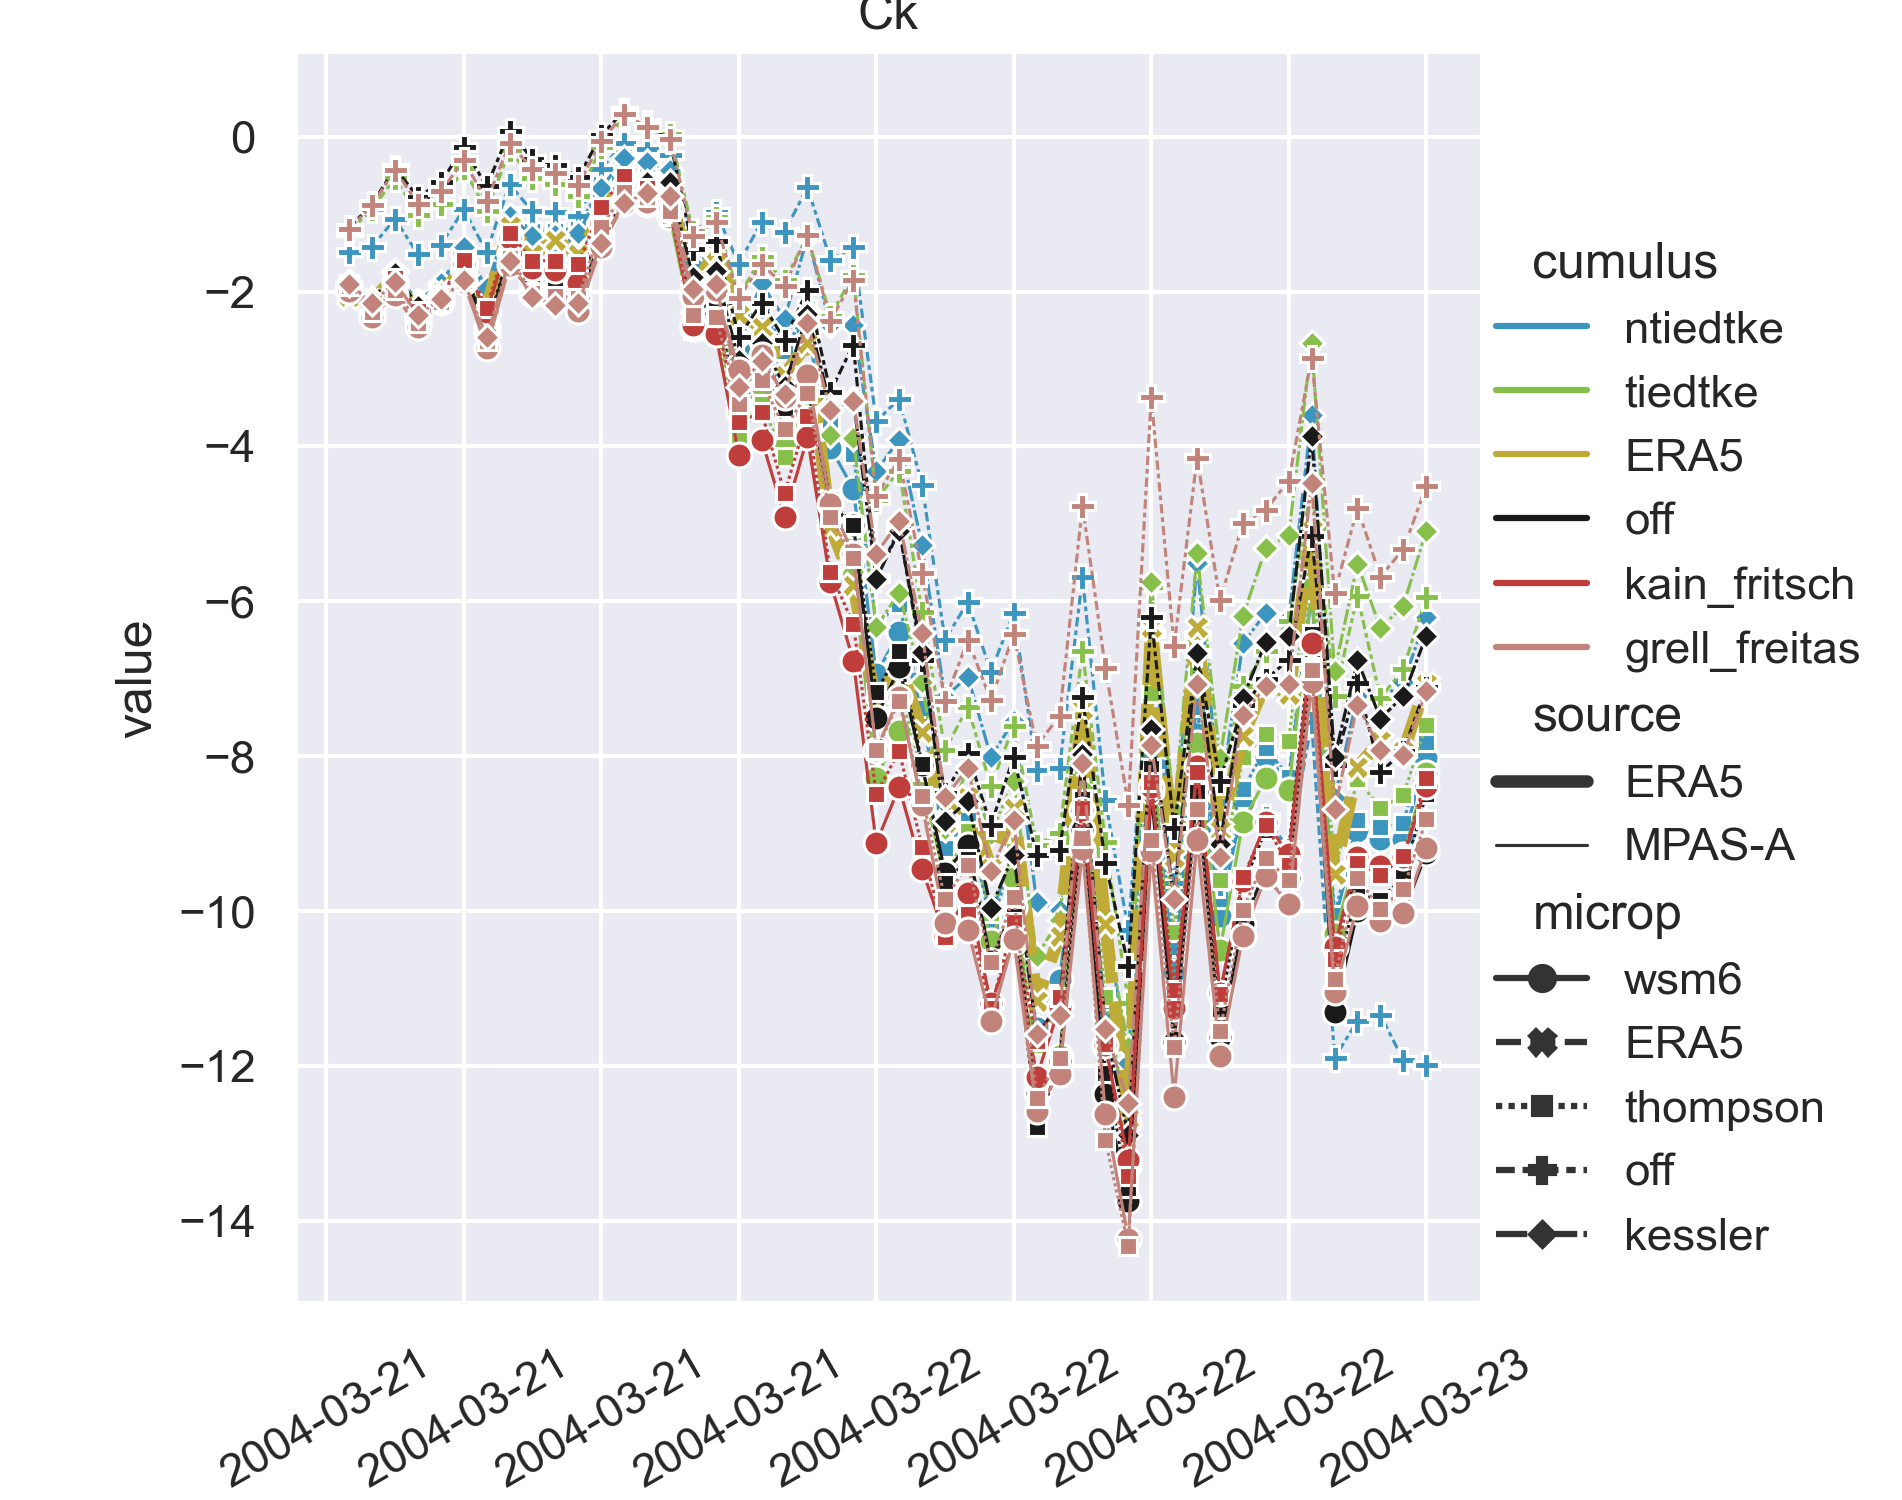 Ck
0
−2
−4
−6
−8
−10
−12
−14
value
2004-03-21
2004-03-21
2004-03-21
2004-03-21
2004-03-22
2004-03-22
2004-03-22
2004-03-22
2004-03-23
cumulus
ntiedtke
tiedtke
ERA5
off
kain_fritsch
grell_freitas
source
ERA5
MPAS-A
microp
wsm6
ERA5
thompson
off
kessler